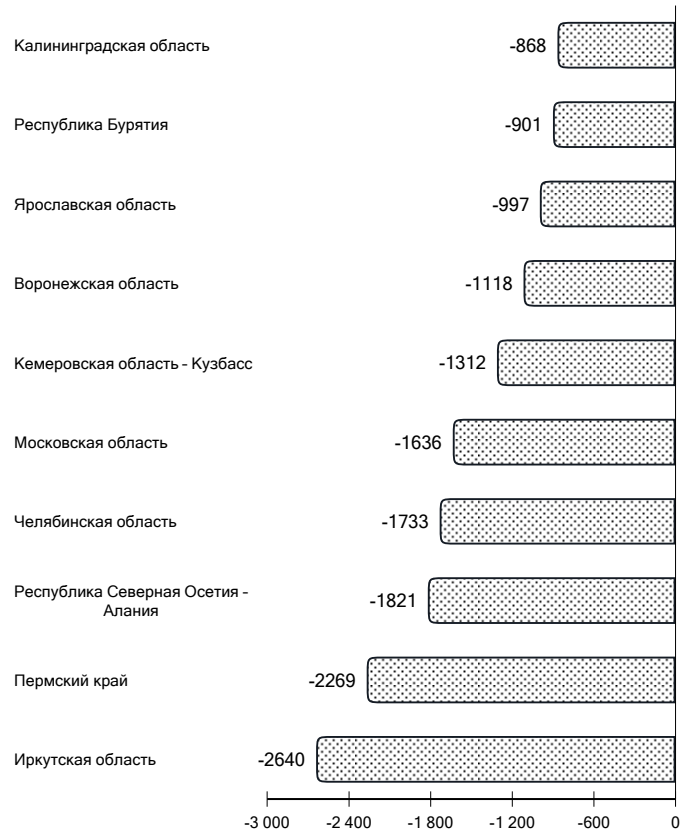 Калининградская область
-868
Республика Бурятия
-901
Ярославская область
-997
Воронежская область
-1118
Кемеровская область - Кузбасс
-1312
Московская область
-1636
Челябинская область
-1733
Республика Северная Осетия -
Алания
-1821
Пермский край
-2269
Иркутская область
-2640
-3 000 -2 400 -1 800 -1 200 -600 0